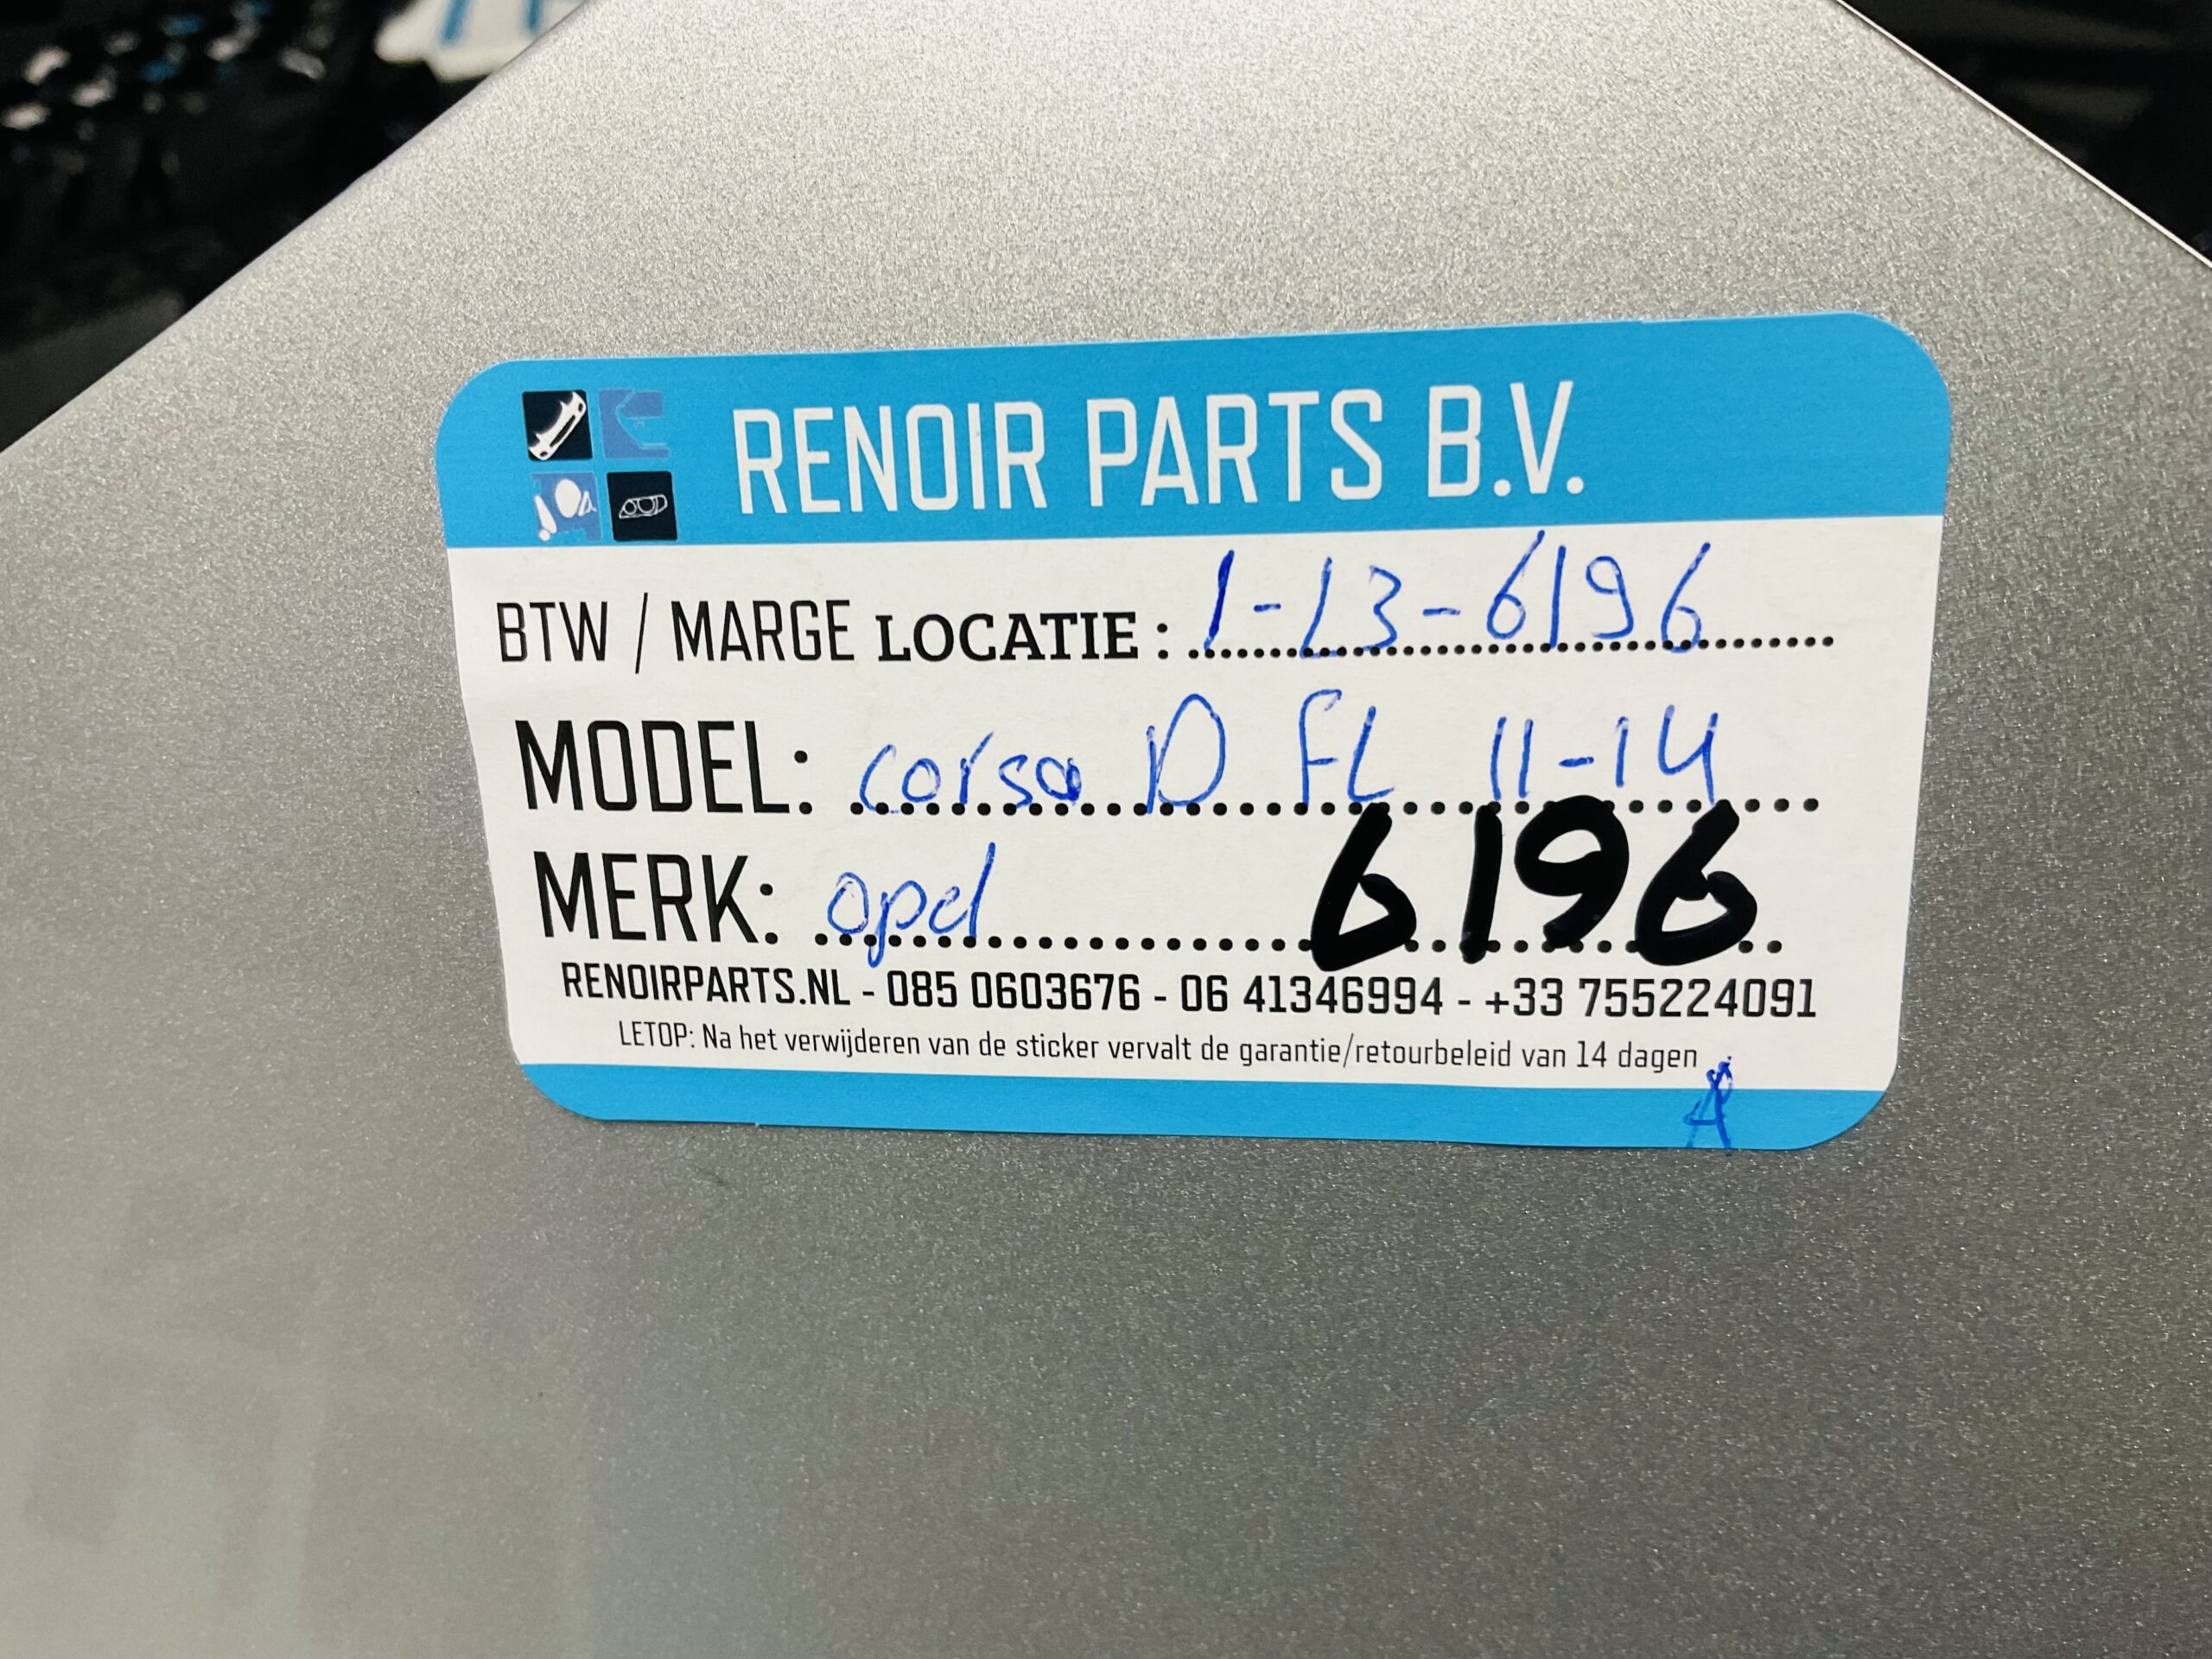 RENOIR PARTS B.V.
BTW / MARGE LOCATIE : 1-13-6196
MODEL: corsa D FL 11-14
MERK: opel 6196
RENOIRPARTS.NL - 085 0603676 - 06 41346994 - +33 755224091
LETOP: Na het verwijderen van de sticker vervalt de garantie/retourbeleid van 14 dagen